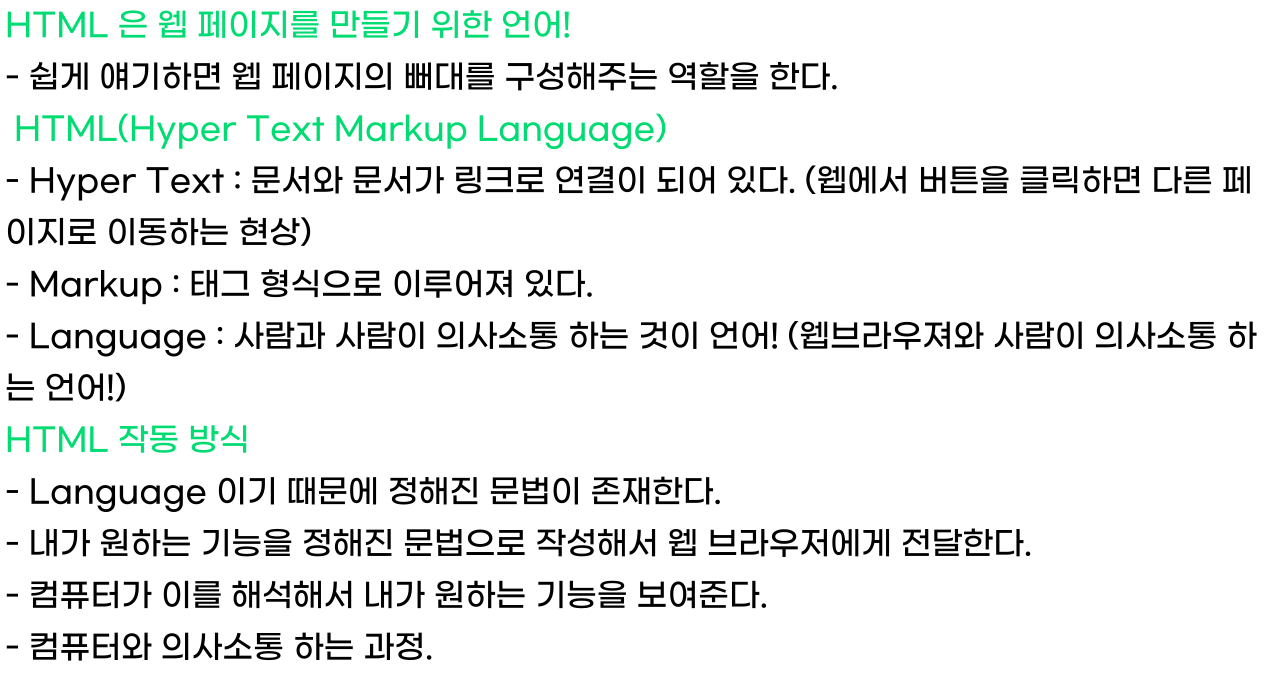 HTML 은 웹 페이지를 만들기 위한 언어!
- 쉽게 얘기하면 웹 페이지의 뼈대를 구성해주는 역할을 한다.
HTML(Hyper Text Markup Language)
- Hyper Text : 문서와 문서가 링크로 연결이 되어 있다. (웹에서 버튼을 클릭하면 다른 페
이지로 이동하는 현상)
- Markup : 태그 형식으로 이루어져 있다.
- Language : 사람과 사람이 의사소통 하는 것이 언어! (웹브라우져와 사람이 의사소통 하
는 언어!)
HTML 작동 방식
- Language 이기 때문에 정해진 문법이 존재한다.
- 내가 원하는 기능을 정해진 문법으로 작성해서 웹 브라우저에게 전달한다.
- 컴퓨터가 이를 해석해서 내가 원하는 기능을 보여준다.
- 컴퓨터와 의사소통 하는 과정.